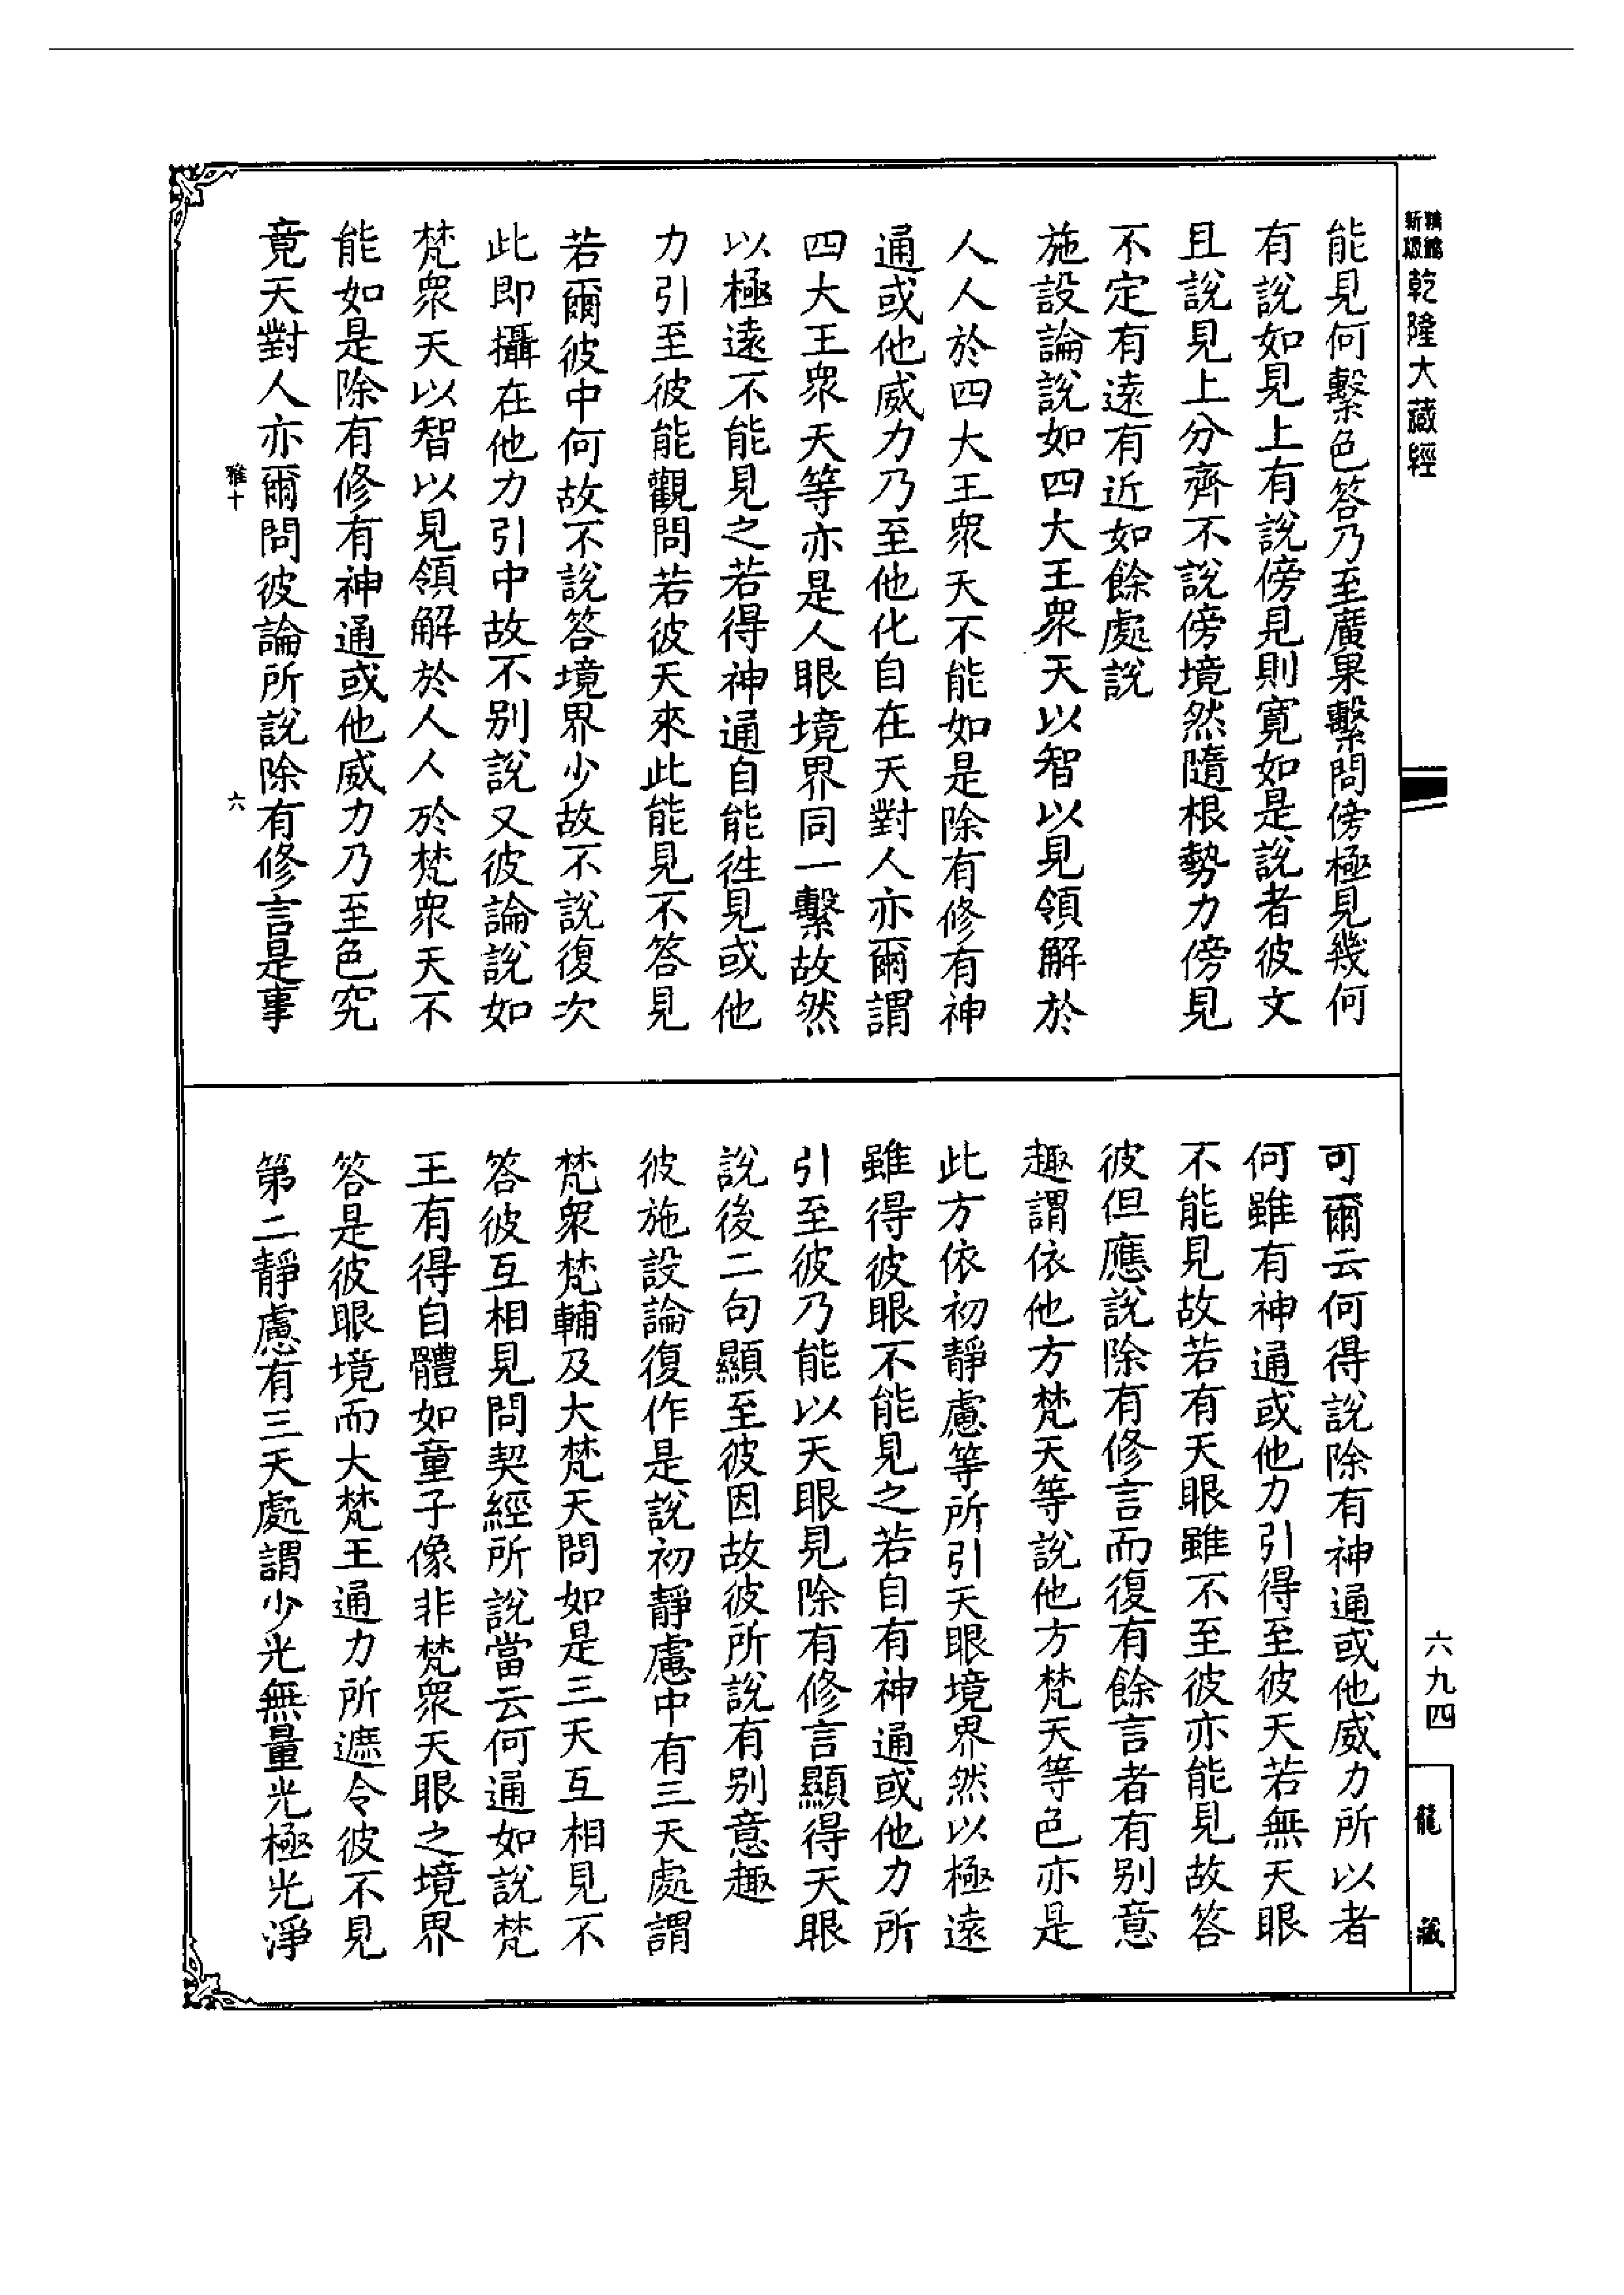 新版
乾隆大藏經
六九四
龍藏
能見何繫色答乃至廣果繫問傍極見幾何
有說如見上有說傍見則寬如是說者彼文
且說見上分齊不說傍境然隨根勢力傍見
不定有遠有近如餘處說
施設論說如四大王衆天以智以見領解於
人人於四大王衆天不能如是除有修有神
通或他威力乃至他化自在天對人亦爾謂
四大王衆天等亦是人眼境界同一繫故然
以極遠不能見之若得神通自能徃見或他
力引至彼能觀問若彼天來此能見不答見
若爾彼中何故不說答境界少故不說復次
此即攝在他力引中故不別說又彼論說如
梵衆天以智以見領解於人人於梵衆天不
能如是除有修有神通或他威力乃至色究
竟天對人亦爾問彼論所說除有修言是事
雅十 六
可爾云何得說除有神通或他威力所以者
何雖有神通或他力引得至彼天若無天眼
不能見故若有天眼雖不至彼亦能見故答
彼但應說除有修言而復有餘言者有別意
趣謂依他方梵天等說他方梵天等色亦是
此方依初靜慮等所引天眼境界然以極遠
雖得彼眼不能見之若自有神通或他力所
引至彼乃能以天眼見除有修言顯得天眼
說後二句顯至彼因故彼所說有別意趣
彼施設論復作是說初靜慮中有三天處謂
梵衆梵輔及大梵天問如是三天互相見不
答彼互相見問契經所說當云何通如說梵
王有得自體如童子像非梵衆天眼之境界
答是彼眼境而大梵王通力所遮令彼不見
第二靜慮有三天處謂少光無量光極光淨